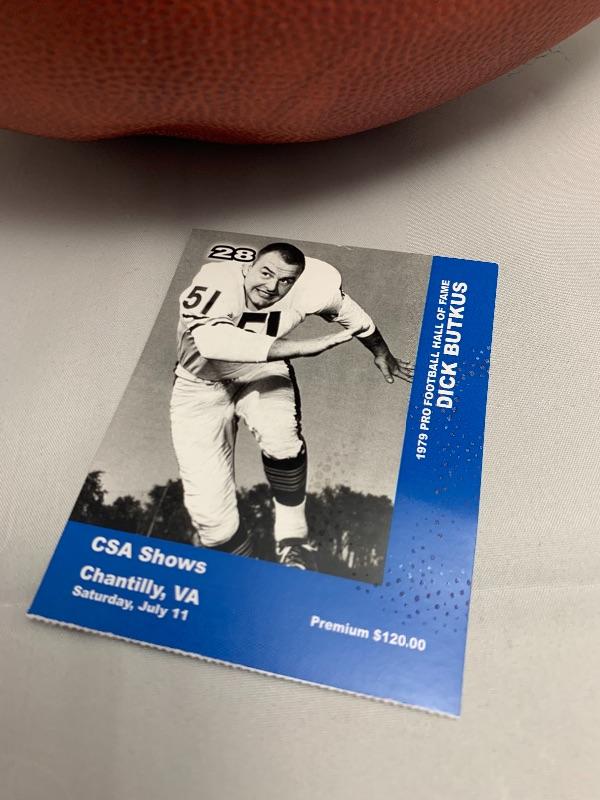 28
51
51
1979 PRO FOOTBALL HALL OF FAME
DICK BUTKUS
CSA Shows
Chantilly, VA
Saturday, July 11
Premium $120.00